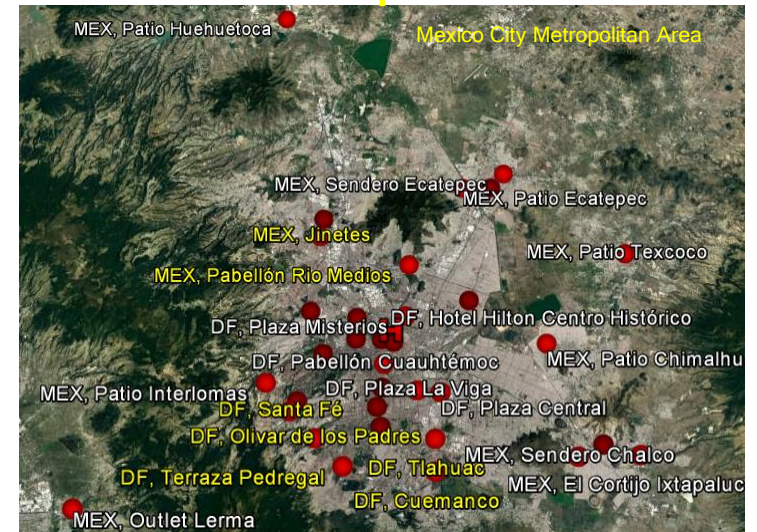 Mexico City Metropolitan Area
MEX, Patio Huehuetoca
MEX, Sendero Ecatepec
MEX, Patio Ecatepec
MEX, Jinetes
MEX, Patio Texcoco
MEX, Pabellón Rio Medios
DF, Hotel Hilton Centro Histórico
DF, Plaza Misterios
DF, Pabellón Cuauhtémoc
MEX, Patio Chimalhu
MEX, Patio Interlomas
DF, Plaza La Viga
DF, Santa Fé
DF, Plaza Central
DF, Olivar de los Padres
MEX, Sendero Chalco
DF, Tlahuac
DF, Terraza Pedregal
MEX, El Cortijo Ixtapaluc
DF, Cuemanco
MEX, Outlet Lerma